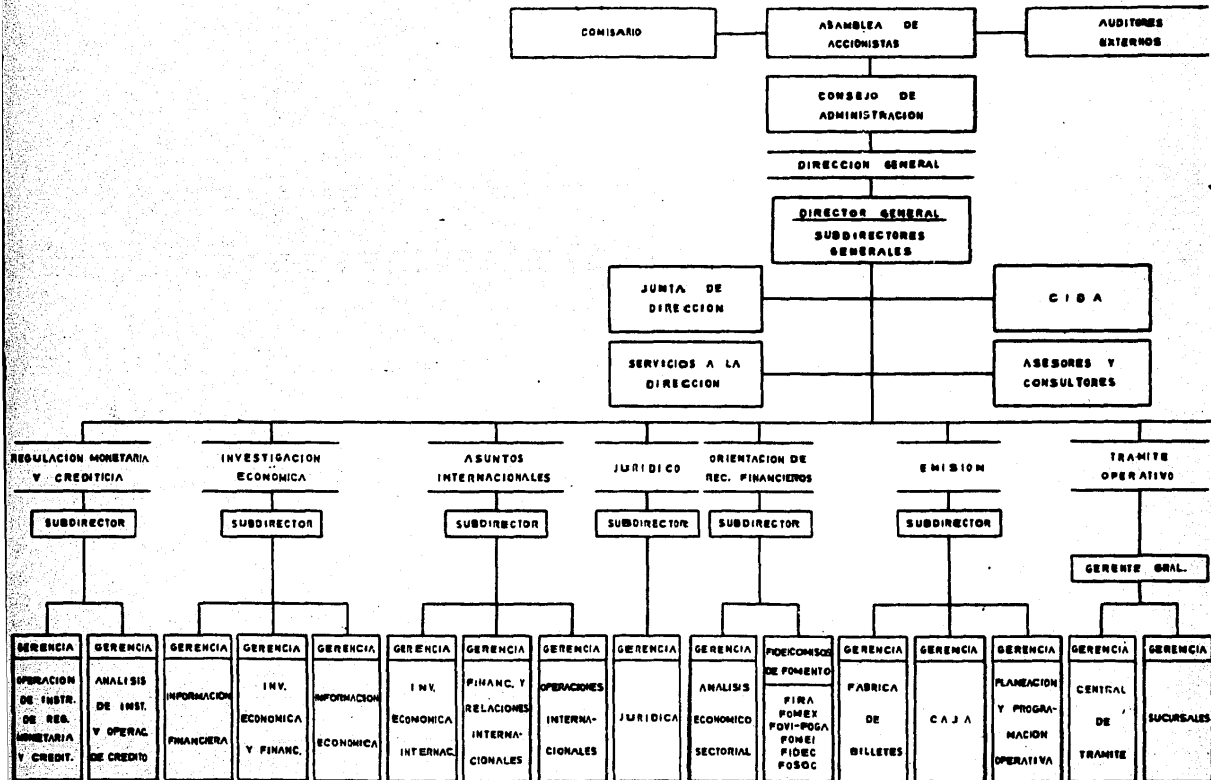 COMISARIO
ASAMBLEA DE
ACCIONISTAS
AUDITORES
EXTERNOS
CONSEJO DE
ADMINISTRACION
DIRECCION GENERAL
DIRECTOR GENERAL
SUBDIRECTORES
GENERALES
JUNTA DE
DIRECCION
CIDA
SERVICIOS A LA
DIRECCION
ASESORES Y
CONSULTORES
REGULACION MONETARIA
Y CREDITICIA
SUBDIRECTOR
INVESTIGACION
ECONOMICA
SUBDIRECTOR
ASUNTOS
INTERNACIONALES
SUBDIRECTOR
JURIDICO
SUBDIRECTOR
ORIENTACION DE
REC. FINANCIEROS
SUBDIRECTOR
EMISION
SUBDIRECTOR
TRAMITE
OPERATIVO
GERENTE GRAL.
GERENCIA
OPERACION
DE INSTR.
DE REG.
MONETARIA
Y CREDIT.
GERENCIA
ANALISIS
DE INST.
Y OPERAC.
DE CREDITO
GERENCIA
INFORMACION
FINANCIERA
GERENCIA
INV.
ECONOMICA
Y FINANC.
GERENCIA
INFORMACION
ECONOMICA
GERENCIA
INV.
ECONOMICA
INTERNAC.
GERENCIA
FINANC. Y
RELACIONES
INTERNA-
CIONALES
GERENCIA
OPERACIONES
INTERNA-
CIONALES
GERENCIA
JURIDICA
GERENCIA
ANALISIS
ECONOMICO
SECTORIAL
FIDEICOMISOS
DE FOMENTO
FIRA
FOMEX
FOVI-FOGA
FONEI
FIDEC
FOSOC
GERENCIA
FABRICA
DE
BILLETES
GERENCIA
CAJA
GERENCIA
PLANEACION
Y PROGRA-
MACION
OPERATIVA
GERENCIA
CENTRAL
DE
TRAMITE
GERENCIA
SUCURSALES